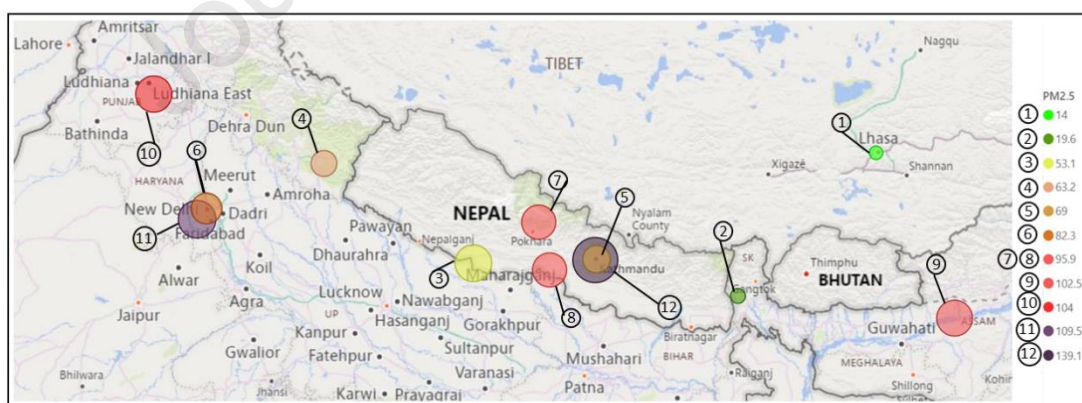 Jou
Amritsar
Lahore
Jalandhar I
Ludhiana
Ludhiana East
PUNJAB
Bathinda
Dehra Dun
HARYANA
Meerut
New Delhi
Dadri
Amroha
Faridabad
Alwar
Koil
Agra
Jaipur
Lucknow
UP
Kanpur
Gwalior
Fatehpur
Bhilwara
Jhansi
Karwi
Prayagraj
Dhaurahra
Pawayan
Nepalganj
Nawabganj
Hasanganj
Sultanpur
Varanasi
Gorakhpur
Maharajganj
NEPAL
Pokhara
Kathmandu
Nyalam
County
TIBET
Nagqu
Lhasa
Xigazê
Shannan
SK
Gangtok
Thimphu
BHUTAN
Biratnagar
BIHAR
Mushahari
Patna
Raiganj
Guwahati
ASSAM
MEGHALAYA
Shillong
Kohim
1
2
3
4
5
6
7
8
9
10
11
12
PM2.5
1 14
2 19.6
3 53.1
4 63.2
5 69
6 82.3
7 8 95.9
9 102.5
10 104
11 109.5
12 139.1